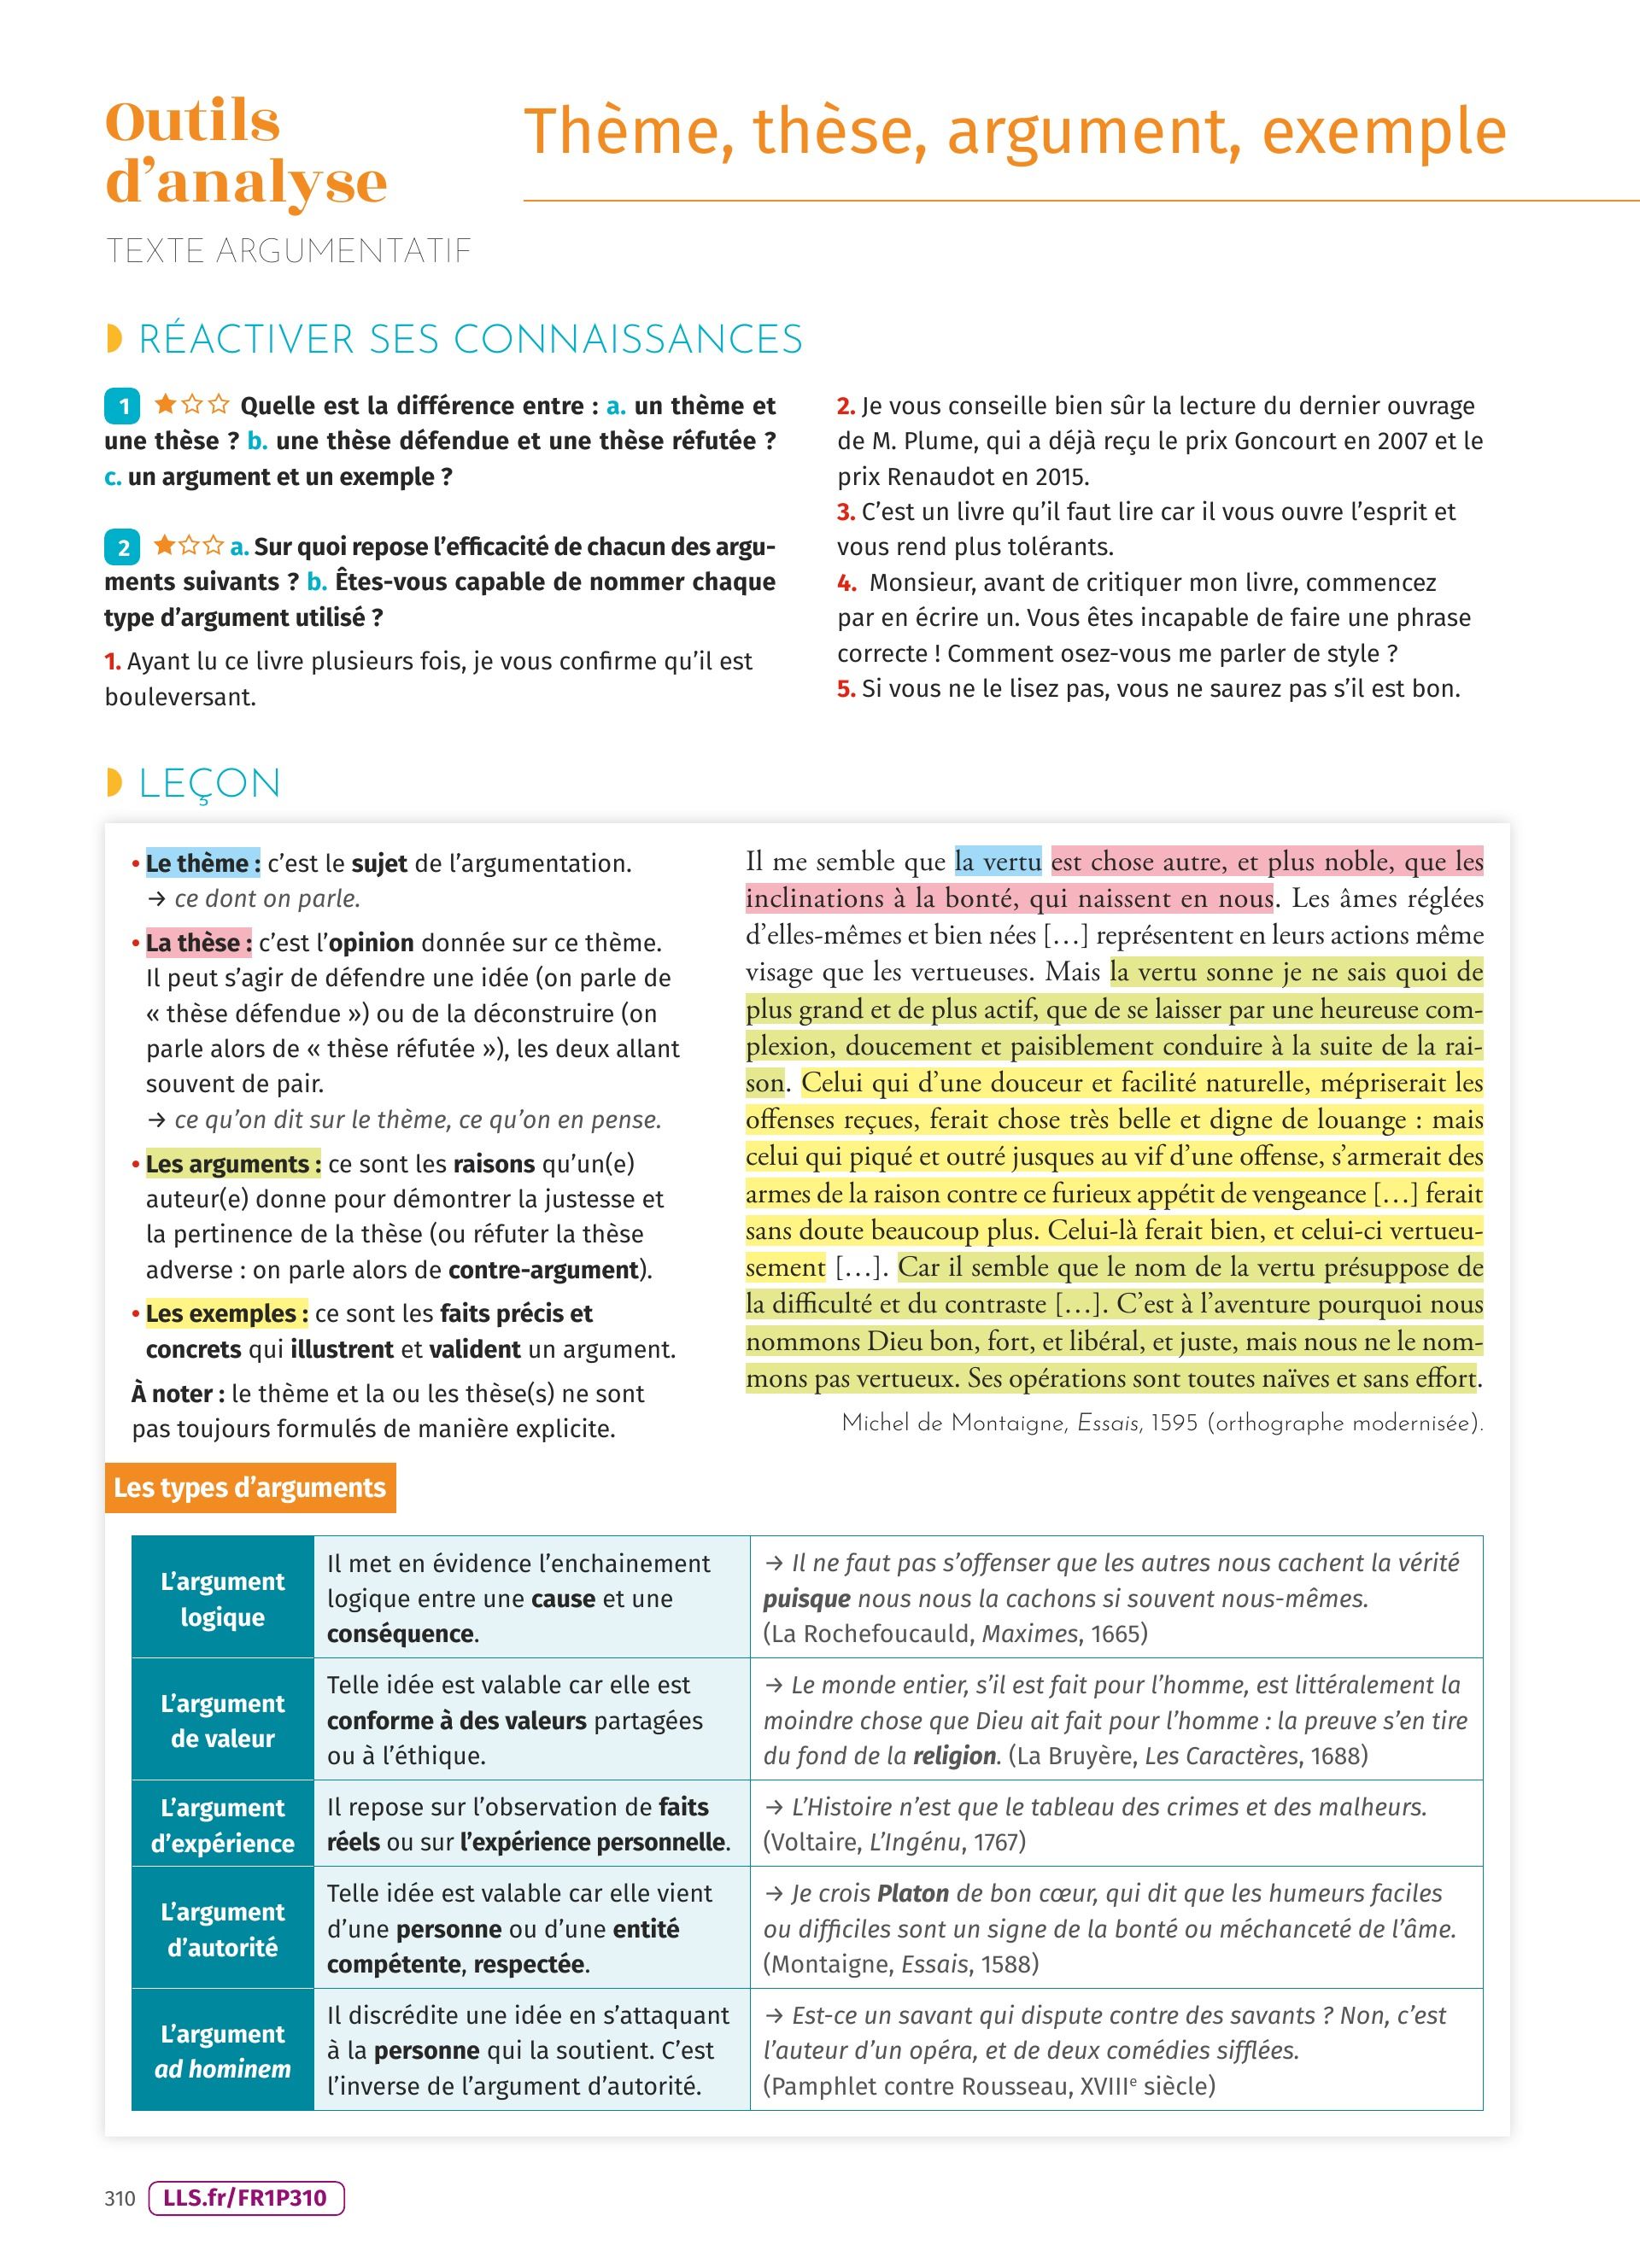 Outils
d'analyse
TEXTE ARGUMENTATIF
Thème, thèse, argument, exemple
RÉACTIVER SES CONNAISSANCES
1 ★☆☆ Quelle est la différence entre : a. un thème et
une thèse ? b. une thèse défendue et une thèse réfutée ?
c. un argument et un exemple ?
2 ★☆☆ a. Sur quoi repose l'efficacité de chacun des argu-
ments suivants ? b. Êtes-vous capable de nommer chaque
type d'argument utilisé ?
1. Ayant lu ce livre plusieurs fois, je vous confirme qu'il est
bouleversant.
2. Je vous conseille bien sûr la lecture du dernier ouvrage
de M. Plume, qui a déjà reçu le prix Goncourt en 2007 et le
prix Renaudot en 2015.
3. C'est un livre qu'il faut lire car il vous ouvre l'esprit et
vous rend plus tolérants.
4. Monsieur, avant de critiquer mon livre, commencez
par en écrire un. Vous êtes incapable de faire une phrase
correcte ! Comment osez-vous me parler de style ?
5. Si vous ne le lisez pas, vous ne saurez pas s'il est bon.
LEÇON
• Le thème : c'est le sujet de l'argumentation.
→ ce dont on parle.
• La thèse : c'est l'opinion donnée sur ce thème.
Il peut s'agir de défendre une idée (on parle de
« thèse défendue ») ou de la déconstruire (on
parle alors de « thèse réfutée »), les deux allant
souvent de pair.
→ ce qu'on dit sur le thème, ce qu'on en pense.
• Les arguments : ce sont les raisons qu'un(e)
auteur(e) donne pour démontrer la justesse et
la pertinence de la thèse (ou réfuter la thèse
adverse : on parle alors de contre-argument).
• Les exemples : ce sont les faits précis et
concrets qui illustrent et valident un argument.
À noter : le thème et la ou les thèse(s) ne sont
pas toujours formulés de manière explicite.
Il me semble que la vertu est chose autre, et plus noble, que les
inclinations à la bonté, qui naissent en nous. Les âmes réglées
d'elles-mêmes et bien nées […] représentent en leurs actions même
visage que les vertueuses. Mais la vertu sonne je ne sais quoi de
plus grand et de plus actif, que de se laisser par une heureuse com-
plexion, doucement et paisiblement conduire à la suite de la rai-
son. Celui qui d'une douceur et facilité naturelle, mépriserait les
offenses reçues, ferait chose très belle et digne de louange : mais
celui qui piqué et outré jusques au vif d'une offense, s'armerait des
armes de la raison contre ce furieux appétit de vengeance […] ferait
sans doute beaucoup plus. Celui-là ferait bien, et celui-ci vertueu-
sement […]. Car il semble que le nom de la vertu présuppose de
la difficulté et du contraste […]. C'est à l'aventure pourquoi nous
nommons Dieu bon, fort, et libéral, et juste, mais nous ne le nom-
mons pas vertueux. Ses opérations sont toutes naïves et sans effort.
Michel de Montaigne, Essais, 1595 (orthographe modernisée).
Les types d'arguments
L'argument
logique
Il met en évidence l'enchainement
logique entre une cause et une
conséquence.
→ Il ne faut pas s'offenser que les autres nous cachent la vérité
puisque nous nous la cachons si souvent nous-mêmes.
(La Rochefoucauld, Maximes, 1665)
L'argument
de valeur
Telle idée est valable car elle est
conforme à des valeurs partagées
ou à l'éthique.
→ Le monde entier, s'il est fait pour l'homme, est littéralement la
moindre chose que Dieu ait fait pour l'homme : la preuve s'en tire
du fond de la religion. (La Bruyère, Les Caractères, 1688)
L'argument
d'expérience
Il repose sur l'observation de faits
réels ou sur l'expérience personnelle.
→ L'Histoire n'est que le tableau des crimes et des malheurs.
(Voltaire, L'Ingénu, 1767)
L'argument
d'autorité
Telle idée est valable car elle vient
d'une personne ou d'une entité
compétente, respectée.
→ Je crois Platon de bon cœur, qui dit que les humeurs faciles
ou difficiles sont un signe de la bonté ou méchanceté de l'âme.
(Montaigne, Essais, 1588)
L'argument
ad hominem
Il discrédite une idée en s'attaquant
à la personne qui la soutient. C'est
l'inverse de l'argument d'autorité.
→ Est-ce un savant qui dispute contre des savants ? Non, c'est
l'auteur d'un opéra, et de deux comédies sifflées.
(Pamphlet contre Rousseau, XVIIIe siècle)
310 LLS.fr/FR1P310